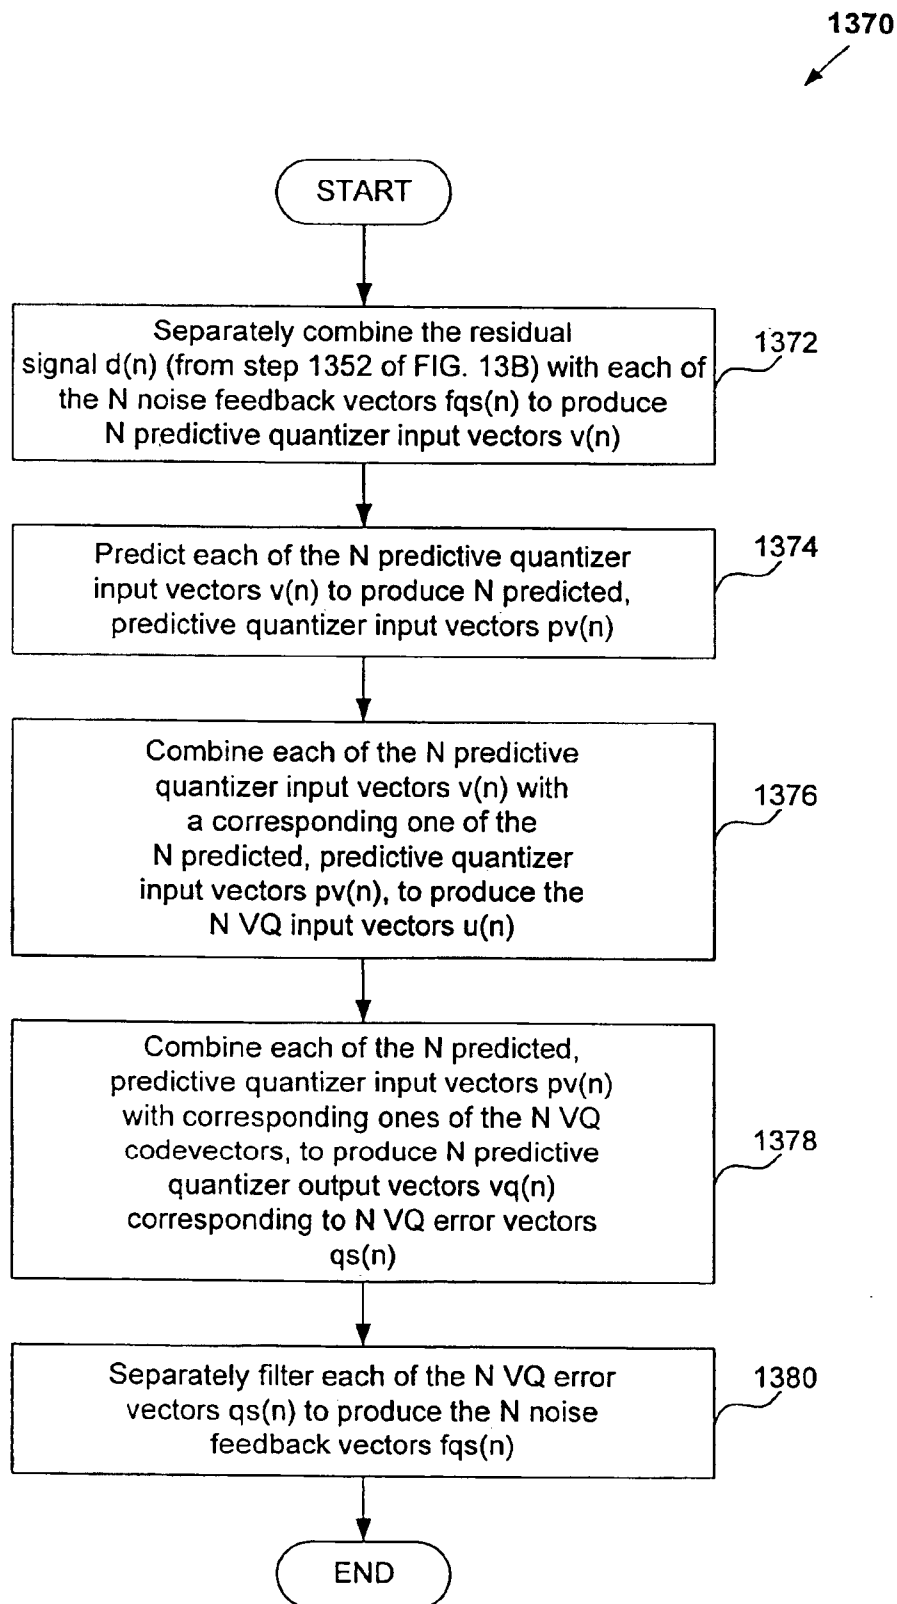 1370
START
Separately combine the residual
signal d(n) (from step 1352 of FIG. 13B) with each of
the N noise feedback vectors fqs(n) to produce
N predictive quantizer input vectors v(n)
1372
Predict each of the N predictive quantizer
input vectors v(n) to produce N predicted,
predictive quantizer input vectors pv(n)
1374
Combine each of the N predictive
quantizer input vectors v(n) with
a corresponding one of the
N predicted, predictive quantizer
input vectors pv(n), to produce the
N VQ input vectors u(n)
1376
Combine each of the N predicted,
predictive quantizer input vectors pv(n)
with corresponding ones of the N VQ
codevectors, to produce N predictive
quantizer output vectors vq(n)
corresponding to N VQ error vectors
qs(n)
1378
Separately filter each of the N VQ error
vectors qs(n) to produce the N noise
feedback vectors fqs(n)
1380
END